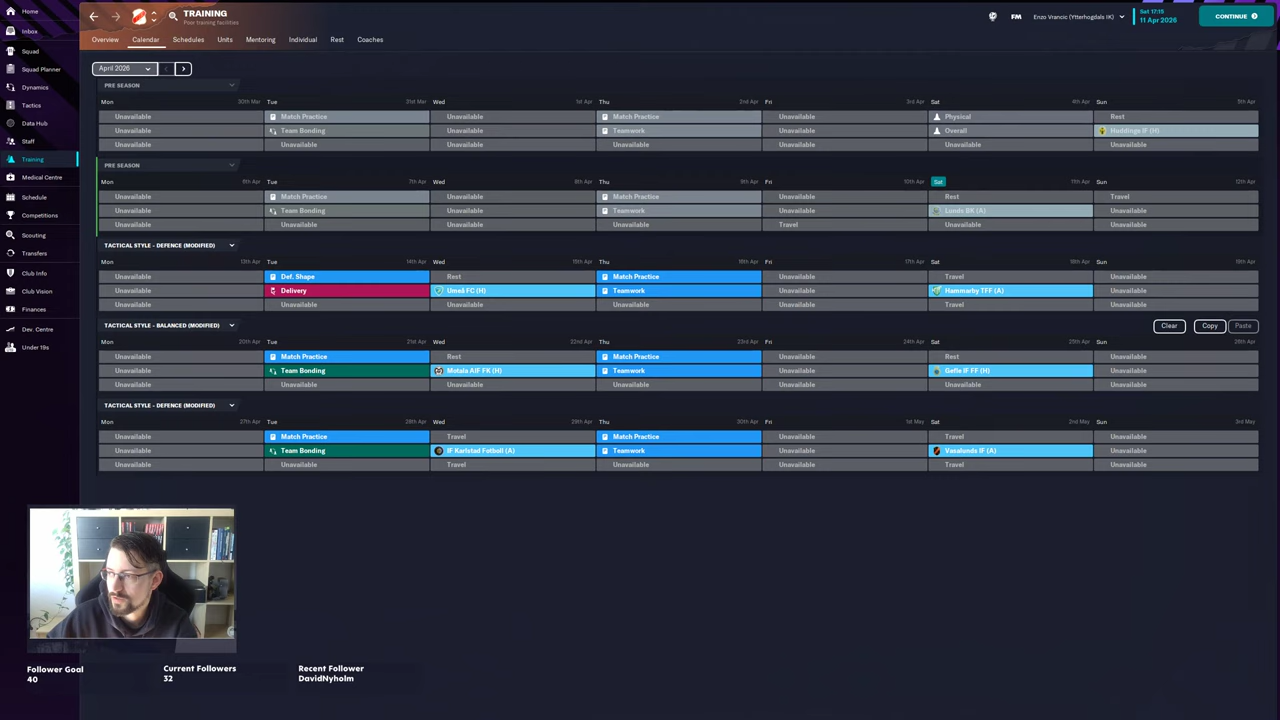 TRAINING
Poor training facilities
FM
Enzo Vrancic (Ytterhogdals IK)
Sat 17:15
11 Apr 2026
CONTINUE
Home
Inbox
Squad
Squad Planner
Dynamics
Tactics
Data Hub
Staff
Training
Medical Centre
Schedule
Competitions
Scouting
Transfers
Club Info
Club Vision
Finances
Dev. Centre
Under 19s
Overview Calendar Schedules Units Mentoring Individual Rest Coaches
April 2026
PRE SEASON
Mon 30th Mar Tue 31st Mar Wed 1st Apr Thu 2nd Apr Fri 3rd Apr Sat 4th Apr Sun 5th Apr
Unavailable Match Practice Unavailable Match Practice Unavailable Physical Rest
Unavailable Team Bonding Unavailable Teamwork Unavailable Overall Huddinge IF (H)
Unavailable Unavailable Unavailable Unavailable Unavailable Unavailable Unavailable
PRE SEASON
Mon 6th Apr Tue 7th Apr Wed 8th Apr Thu 9th Apr Fri 10th Apr Sat 11th Apr Sun 12th Apr
Unavailable Match Practice Unavailable Match Practice Unavailable Rest Travel
Unavailable Team Bonding Unavailable Teamwork Unavailable Lunds BK (A) Unavailable
Unavailable Unavailable Unavailable Unavailable Travel Unavailable Unavailable
TACTICAL STYLE - DEFENCE (MODIFIED)
Mon 13th Apr Tue 14th Apr Wed 15th Apr Thu 16th Apr Fri 17th Apr Sat 18th Apr Sun 19th Apr
Unavailable Def. Shape Rest Match Practice Unavailable Travel Unavailable
Unavailable Delivery Umeå FC (H) Teamwork Unavailable Hammarby TFF (A) Unavailable
Unavailable Unavailable Unavailable Unavailable Unavailable Travel Unavailable
TACTICAL STYLE - BALANCED (MODIFIED) Clear Copy Paste
Mon 20th Apr Tue 21st Apr Wed 22nd Apr Thu 23rd Apr Fri 24th Apr Sat 25th Apr Sun 26th Apr
Unavailable Match Practice Rest Match Practice Unavailable Rest Unavailable
Unavailable Team Bonding Motala AIF FK (H) Teamwork Unavailable Gefle IF FF (H) Unavailable
Unavailable Unavailable Unavailable Unavailable Unavailable Unavailable Unavailable
TACTICAL STYLE - DEFENCE (MODIFIED)
Mon 27th Apr Tue 28th Apr Wed 29th Apr Thu 30th Apr Fri 1st May Sat 2nd May Sun 3rd May
Unavailable Match Practice Travel Match Practice Unavailable Travel Unavailable
Unavailable Team Bonding IF Karlstad Fotboll (A) Teamwork Unavailable Vasalunds IF (A) Unavailable
Unavailable Unavailable Travel Unavailable Unavailable Travel Unavailable
Follower Goal
40
Current Followers
32
Recent Follower
DavidNyholm